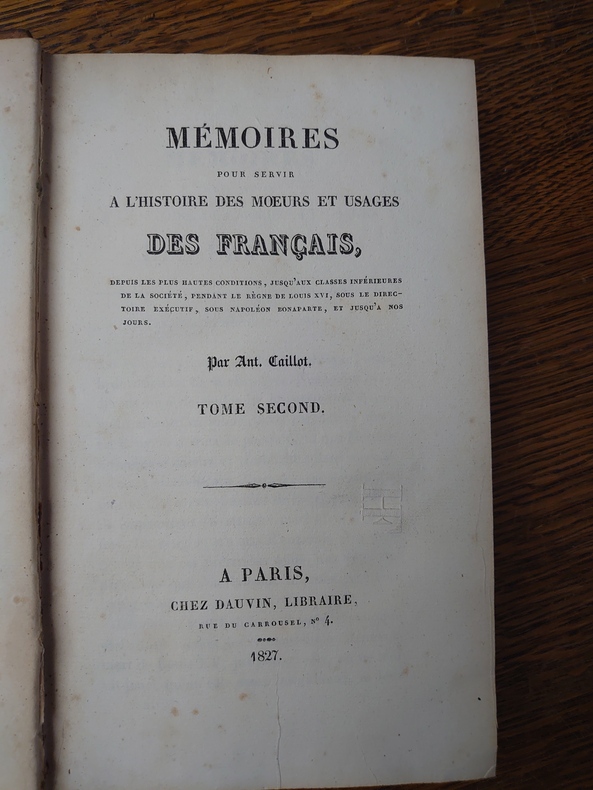 MÉMOIRES
POUR SERVIR
A L'HISTOIRE DES MŒURS ET USAGES
DES FRANÇAIS,
DEPUIS LES PLUS HAUTES CONDITIONS, JUSQU'AUX CLASSES INFÉRIEURES
DE LA SOCIÉTÉ, PENDANT LE RÈGNE DE LOUIS XVI, SOUS LE DIREC-
TOIRE EXÉCUTIF, SOUS NAPOLÉON BONAPARTE, ET JUSQU'A NOS
JOURS.
Par Ant. Caillot.
TOME SECOND.
A PARIS,
CHEZ DAUVIN, LIBRAIRE,
RUE DU CARROUSEL, Nº 4.
1827.